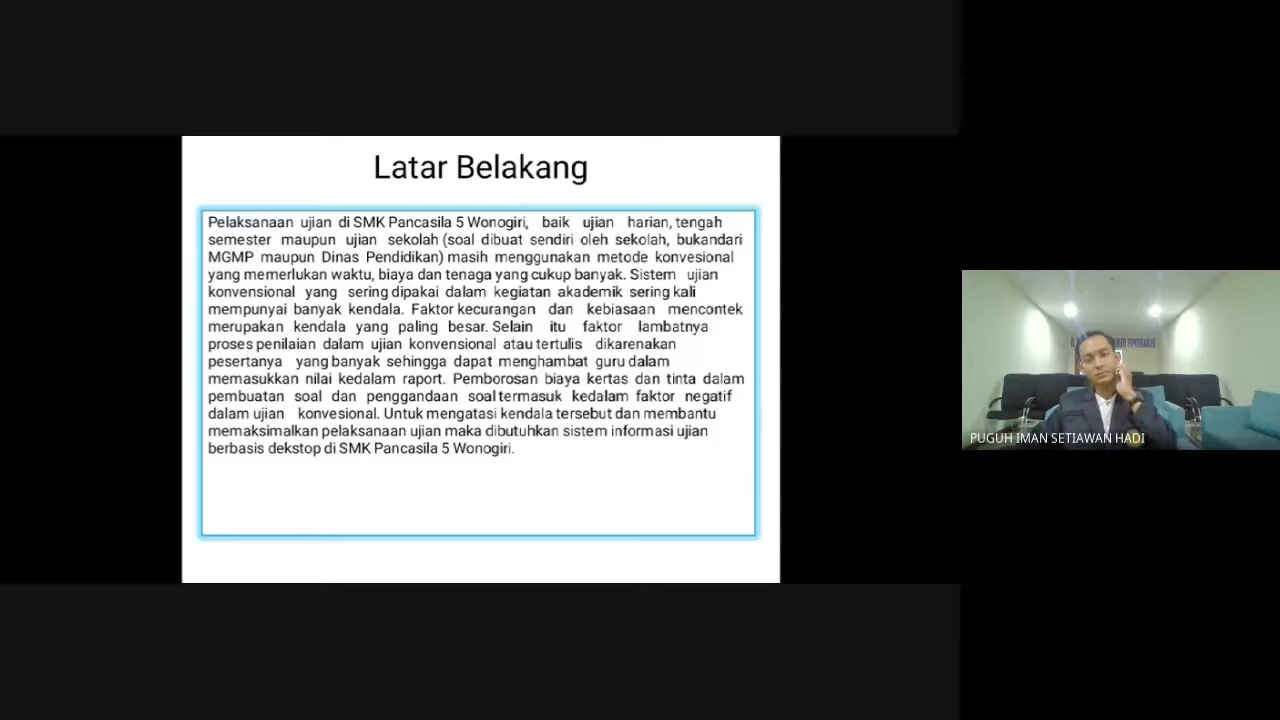 Latar Belakang
Pelaksanaan ujian di SMK Pancasila 5 Wonogiri, baik ujian harian, tengah
semester maupun ujian sekolah (soal dibuat sendiri oleh sekolah, bukandari
MGMP maupun Dinas Pendidikan) masih menggunakan metode konvesional
yang memerlukan waktu, biaya dan tenaga yang cukup banyak. Sistem ujian
konvensional yang sering dipakai dalam kegiatan akademik sering kali
mempunyai banyak kendala. Faktor kecurangan dan kebiasaan mencontek
merupakan kendala yang paling besar. Selain itu faktor lambatnya
proses penilaian dalam ujian konvensional atau tertulis dikarenakan
pesertanya yang banyak sehingga dapat menghambat guru dalam
memasukkan nilai kedalam raport. Pemborosan biaya kertas dan tinta dalam
pembuatan soal dan penggandaan soal termasuk kedalam faktor negatif
dalam ujian konvesional. Untuk mengatasi kendala tersebut dan membantu
memaksimalkan pelaksanaan ujian maka dibutuhkan sistem informasi ujian
berbasis dekstop di SMK Pancasila 5 Wonogiri.
PUGUH IMAN SETIAWAN HADI